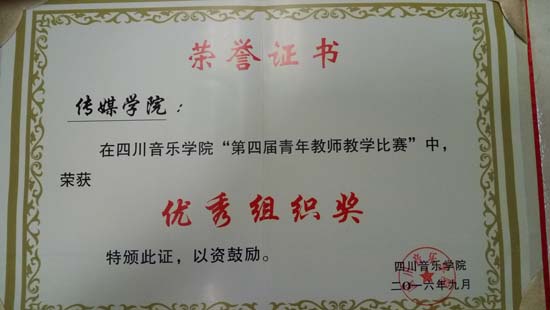 荣誉证书
传媒学院：
在四川音乐学院“第四届青年教师教学比赛”中，
荣获
优秀组织奖
特颁此证，以资鼓励。
四川音乐学院
二〇一六年九月